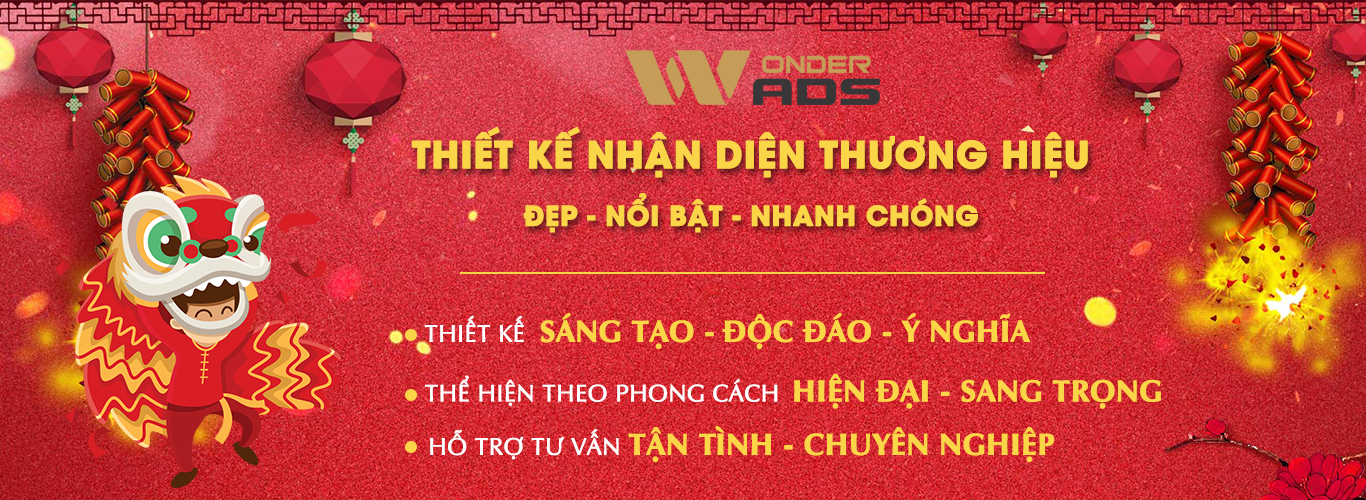 WONDER
ADS
THIẾT KẾ NHẬN DIỆN THƯƠNG HIỆU
ĐẸP - NỔI BẬT - NHANH CHÓNG
THIẾT KẾ SÁNG TẠO - ĐỘC ĐÁO - Ý NGHĨA
THỂ HIỆN THEO PHONG CÁCH HIỆN ĐẠI - SANG TRỌNG
HỖ TRỢ TƯ VẤN TẬN TÌNH - CHUYÊN NGHIỆP